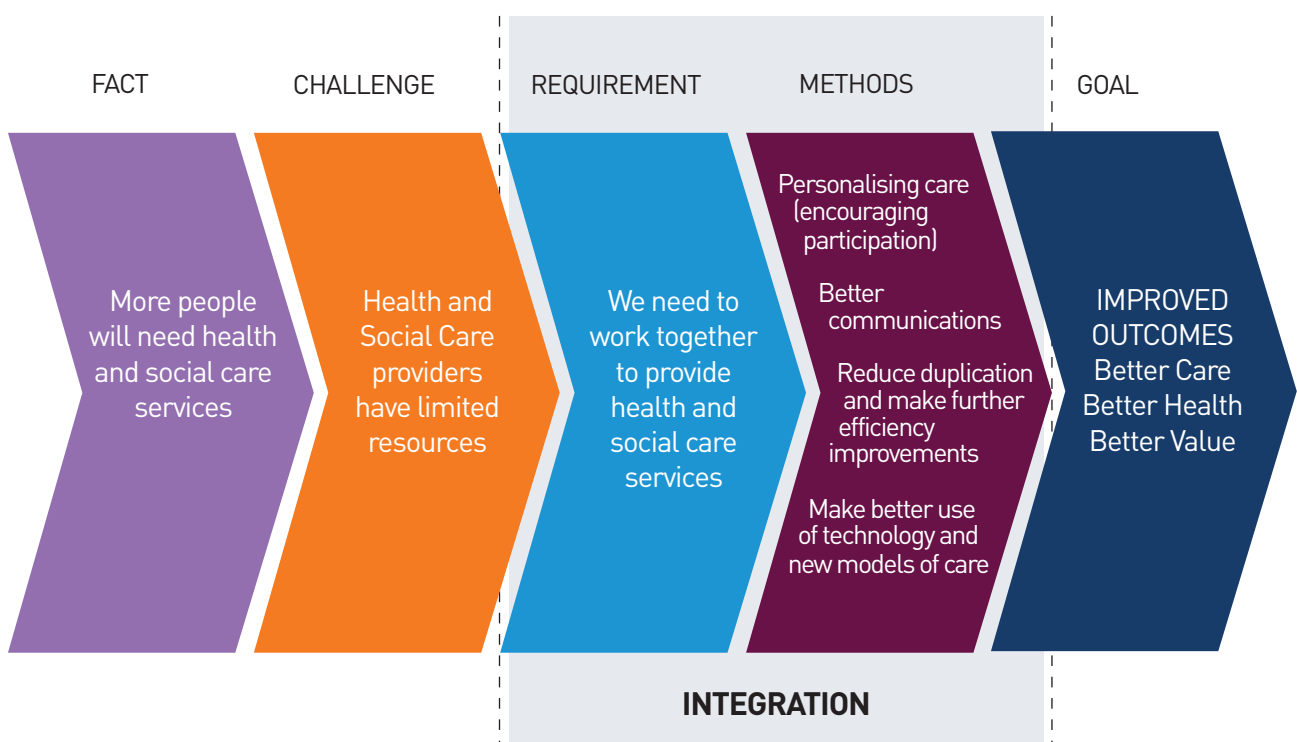 FACT
CHALLENGE
REQUIREMENT
METHODS
GOAL
More people
will need health
and social care
services
Health and
Social Care
providers
have limited
resources
We need to
work together
to provide
health and
social care
services
Personalising care
(encouraging
participation)
Better
communications
Reduce duplication
and make further
efficiency
improvements
Make better use
of technology and
new models of care
IMPROVED
OUTCOMES
Better Care
Better Health
Better Value
INTEGRATION